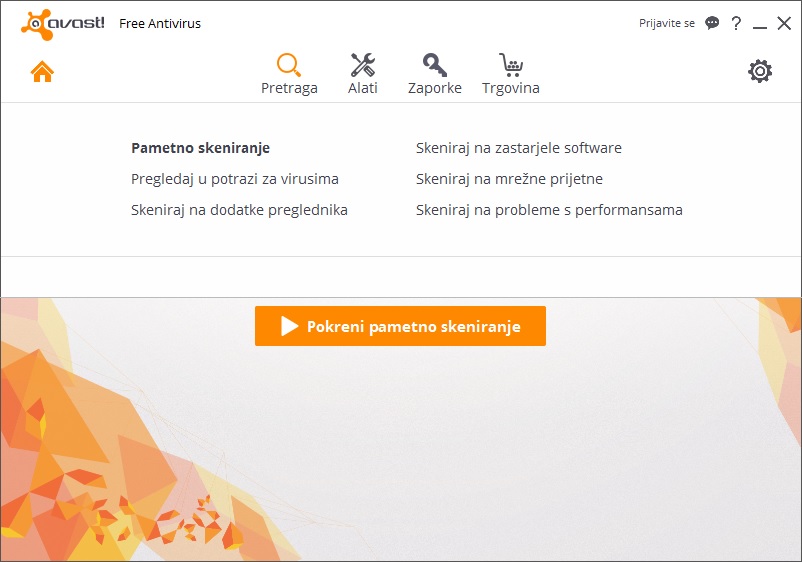 avast! Free Antivirus
Prijavite se ?
Pretraga Alati Zaporke Trgovina
Pametno skeniranje
Pregledaj u potrazi za virusima
Skeniraj na dodatke preglednika
Skeniraj na zastarjele software
Skeniraj na mrežne prijetne
Skeniraj na probleme s performansama
Pokreni pametno skeniranje